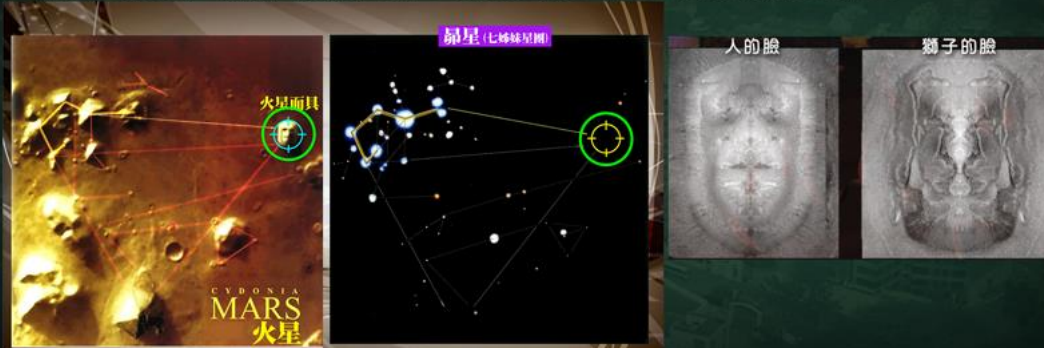 昴星(七姊妹星團)
人的臉
獅子的臉
火星面具
CYDONIA
MARS
火星